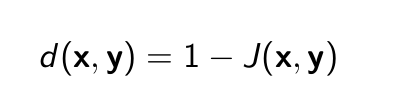 d(x, y) = 1 − J(x, y)